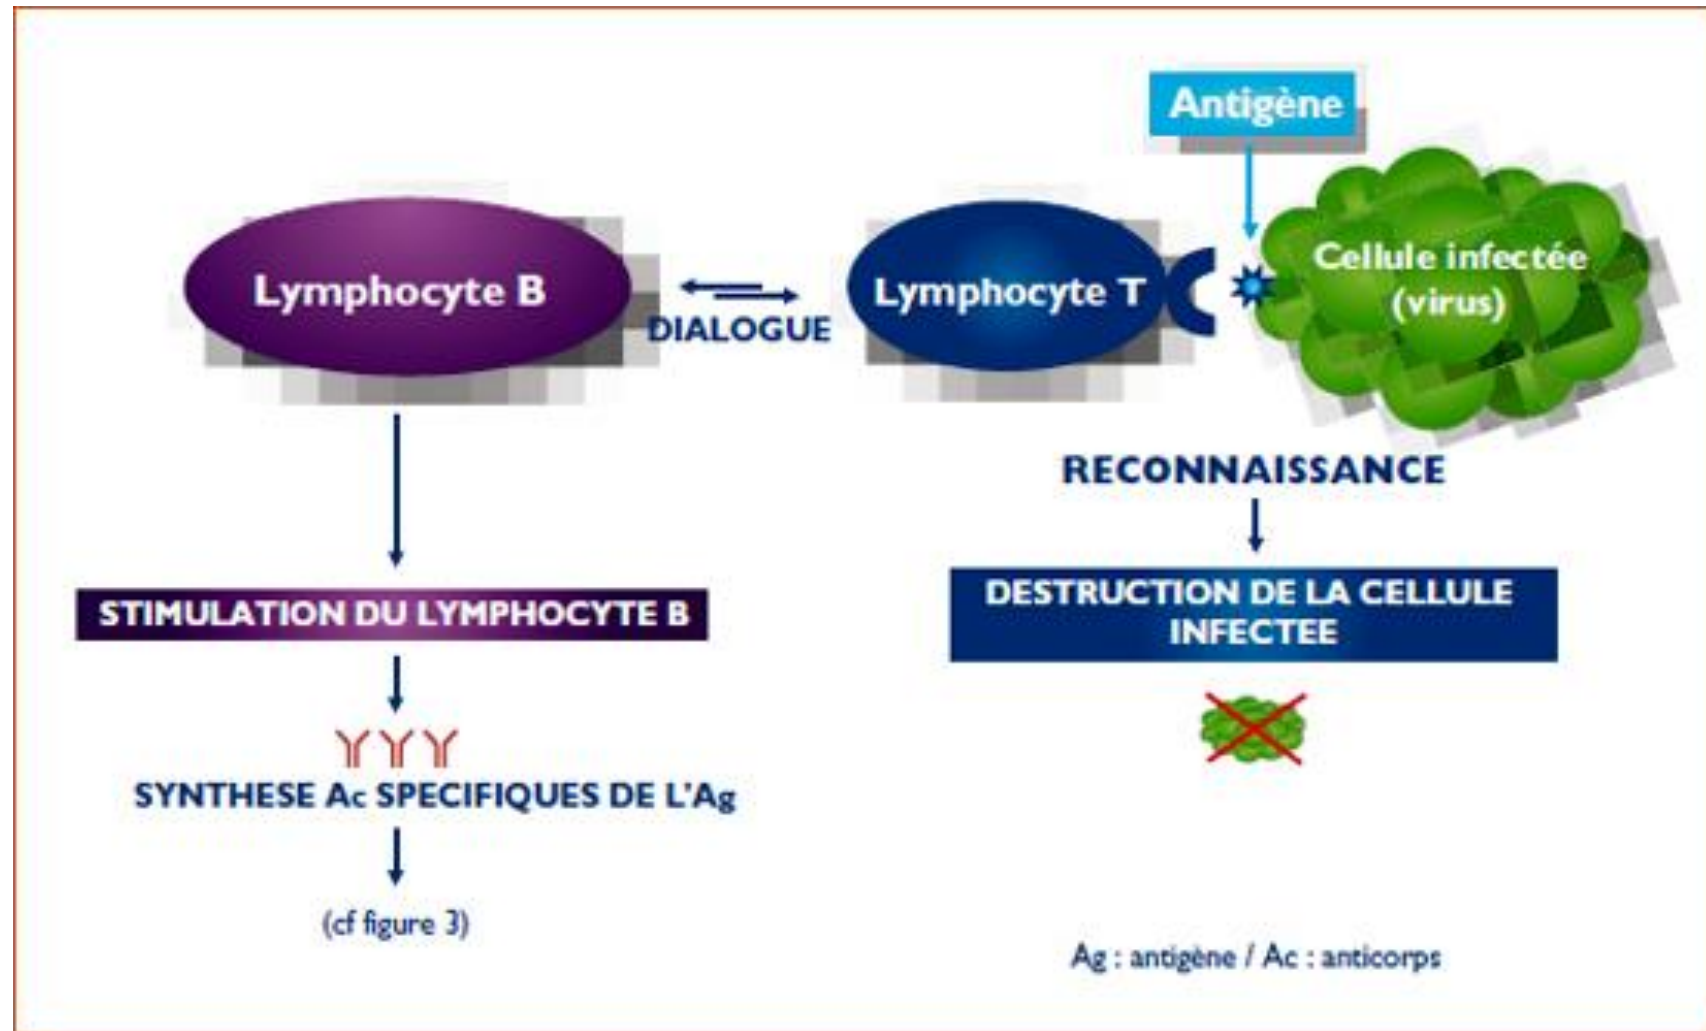 Antigène
Lymphocyte B
DIALOGUE
Lymphocyte T
Cellule infectée
(virus)
RECONNAISSANCE
STIMULATION DU LYMPHOCYTE B
DESTRUCTION DE LA CELLULE
INFECTEE
SYNTHESE Ac SPECIFIQUES DE L'Ag
(cf figure 3)
Ag : antigène / Ac : anticorps